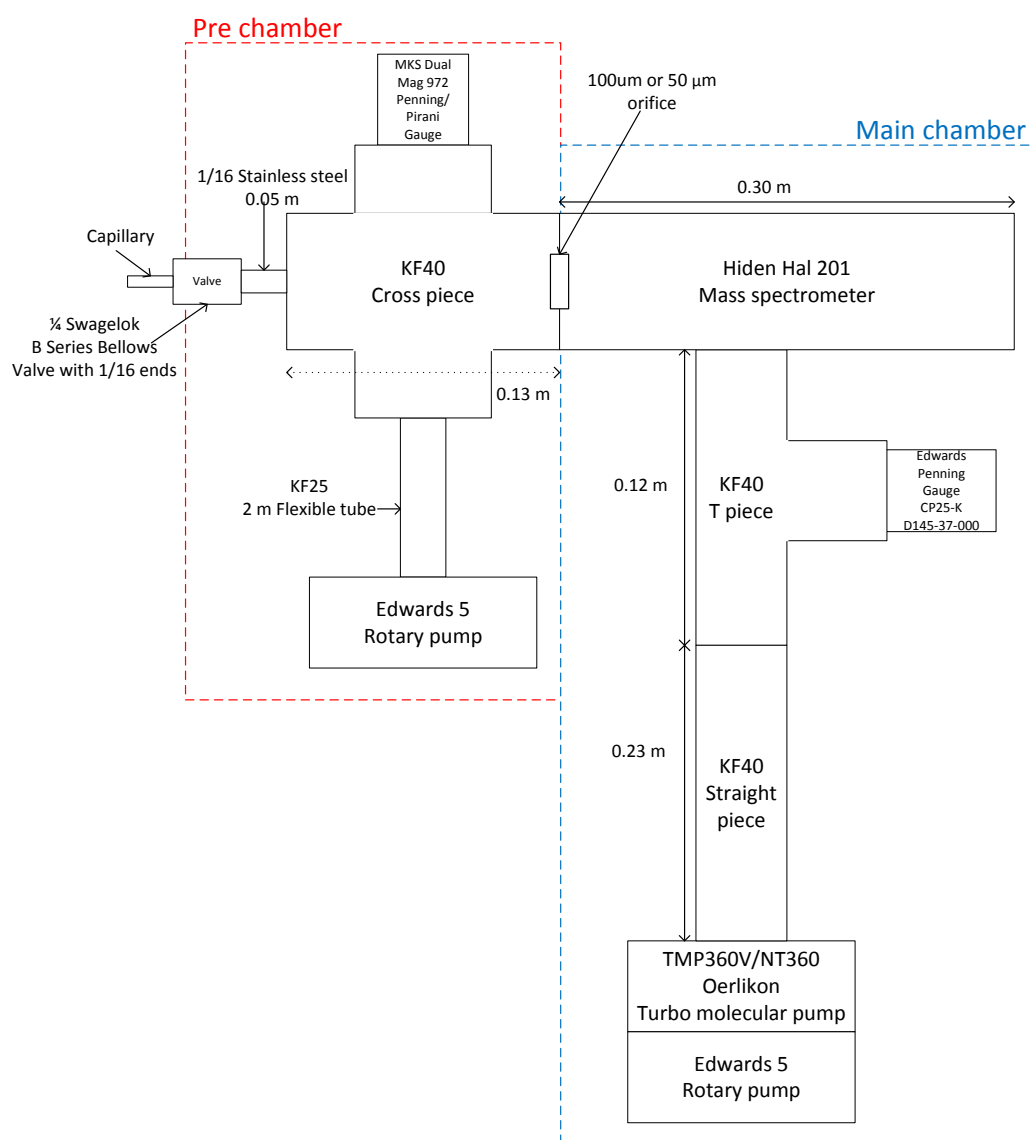 Pre chamber
MKS Dual
Mag 972
Penning/
Pirani
Gauge
100um or 50 µm
orifice
Main chamber
1/16 Stainless steel
0.05 m
0.30 m
Capillary
Valve
KF40
Cross piece
Hiden Hal 201
Mass spectrometer
¼ Swagelok
B Series Bellows
Valve with 1/16 ends
0.13 m
KF25
2 m Flexible tube
0.12 m
KF40
T piece
Edwards
Penning
Gauge
CP25-K
D145-37-000
Edwards 5
Rotary pump
0.23 m
KF40
Straight
piece
TMP360V/NT360
Oerlikon
Turbo molecular pump
Edwards 5
Rotary pump